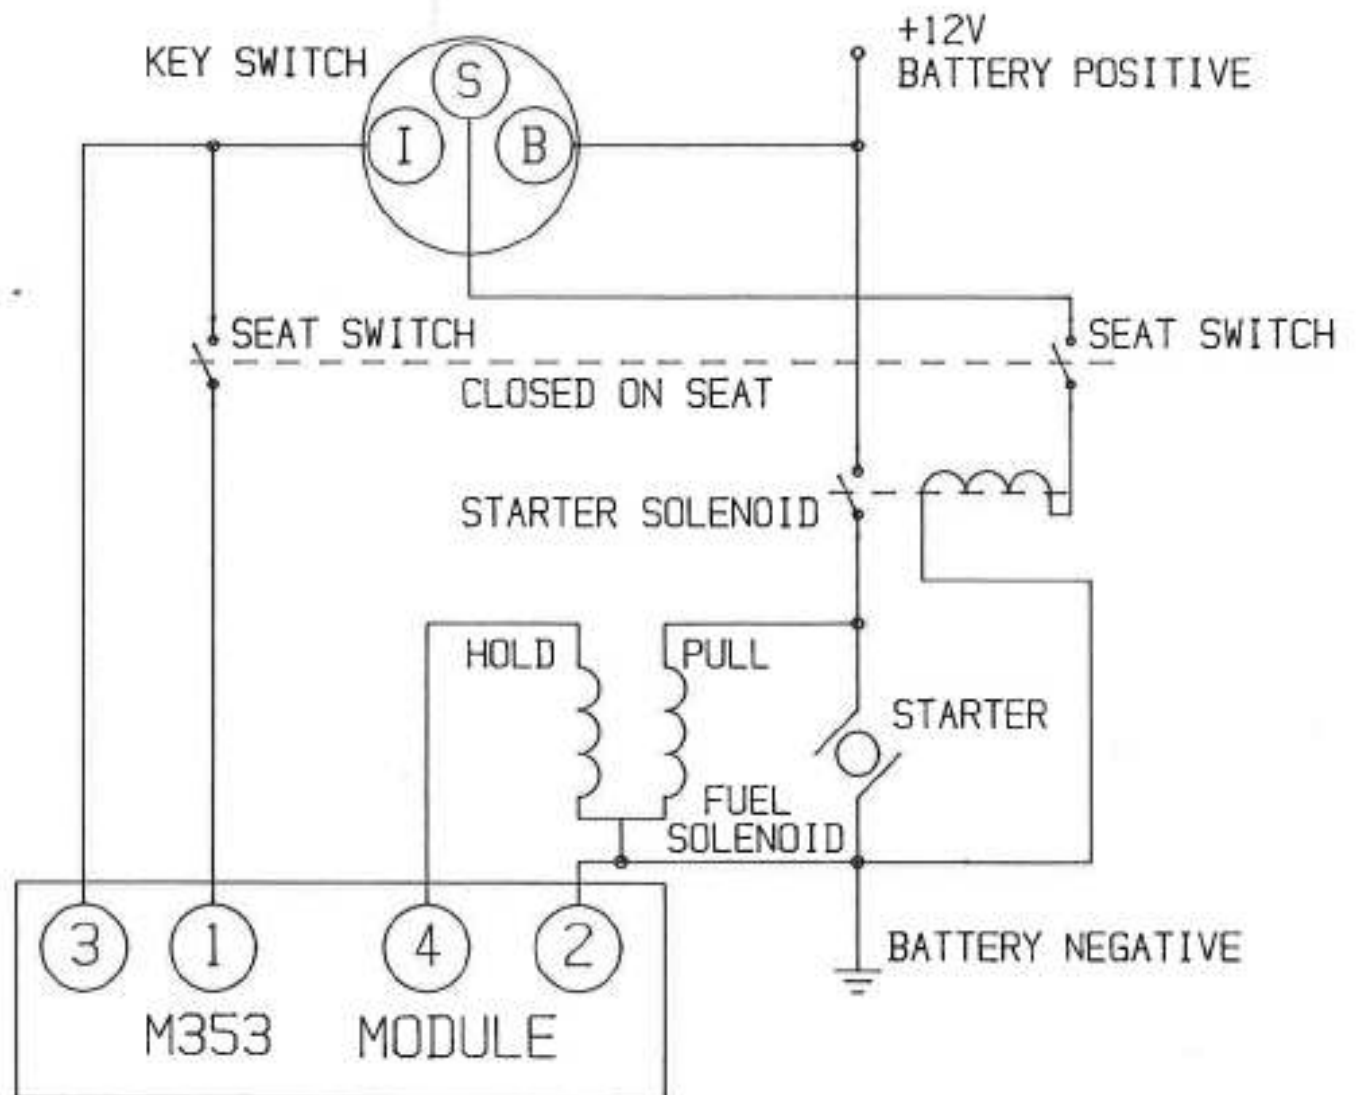 +12V
BATTERY POSITIVE
KEY SWITCH
S
I
B
SEAT SWITCH
SEAT SWITCH
CLOSED ON SEAT
STARTER SOLENOID
HOLD
PULL
STARTER
FUEL
SOLENOID
BATTERY NEGATIVE
3
1
4
2
M353 MODULE